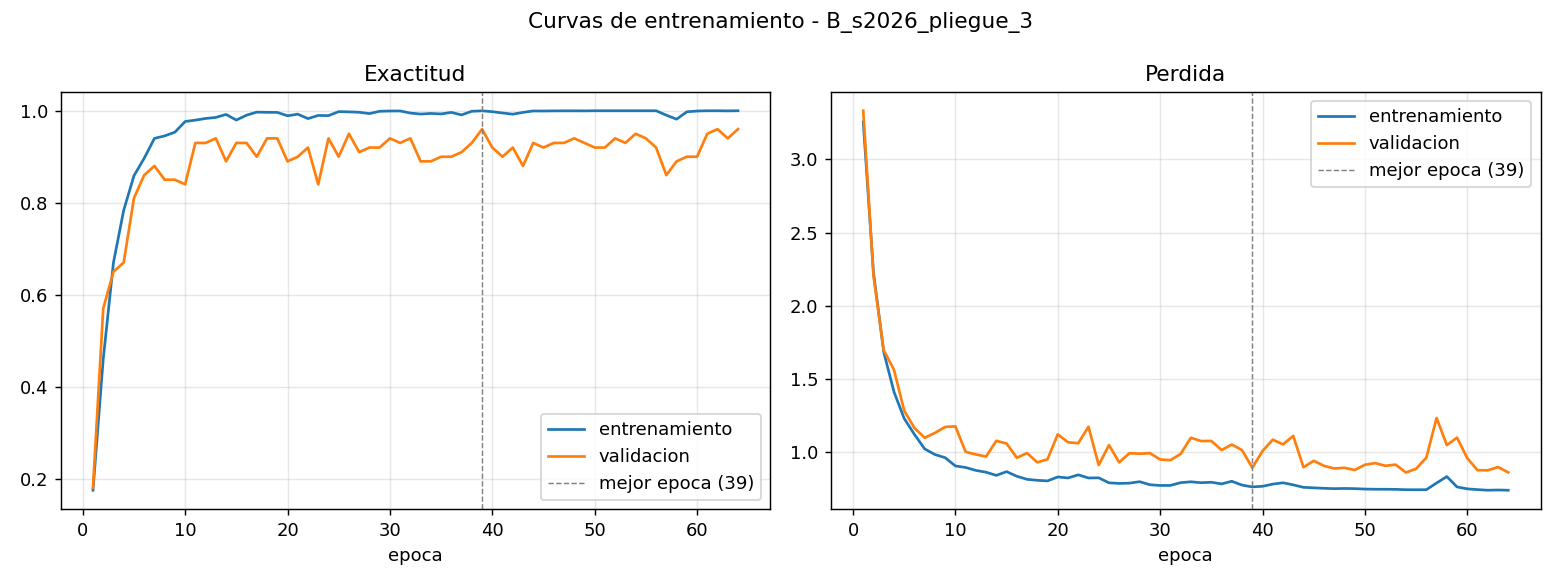 Curvas de entrenamiento - B_s2026_pliegue_3
Exactitud
1.0
0.8
0.6
0.4
0.2
0
10
20
30
40
50
60
epoca
entrenamiento
validacion
mejor epoca (39)
Perdida
3.0
2.5
2.0
1.5
1.0
0
10
20
30
40
50
60
epoca
entrenamiento
validacion
mejor epoca (39)